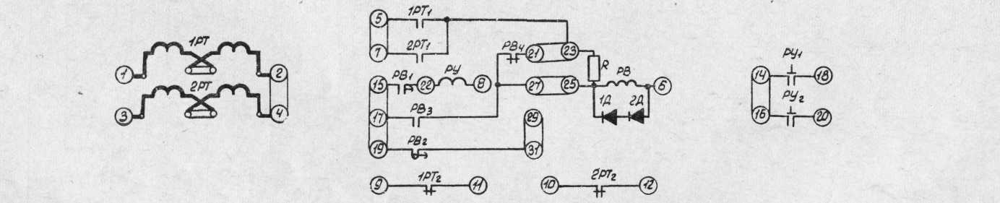 1РТ
1 2
2РТ
3 4
5 1РТ1
7 2РТ1
РВ4 21 23
R
15 РВ1 22 РУ 8 27 25 РВ 6
1Д 2Д
17 РВ3 29
19 РВ2 31
9 1РТ2 11
10 2РТ2 12
14 РУ1 18
16 РУ2 20